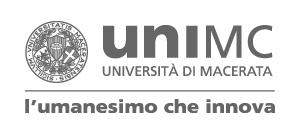 unimc
UNIVERSITÀ DI MACERATA
l'umanesimo che innova